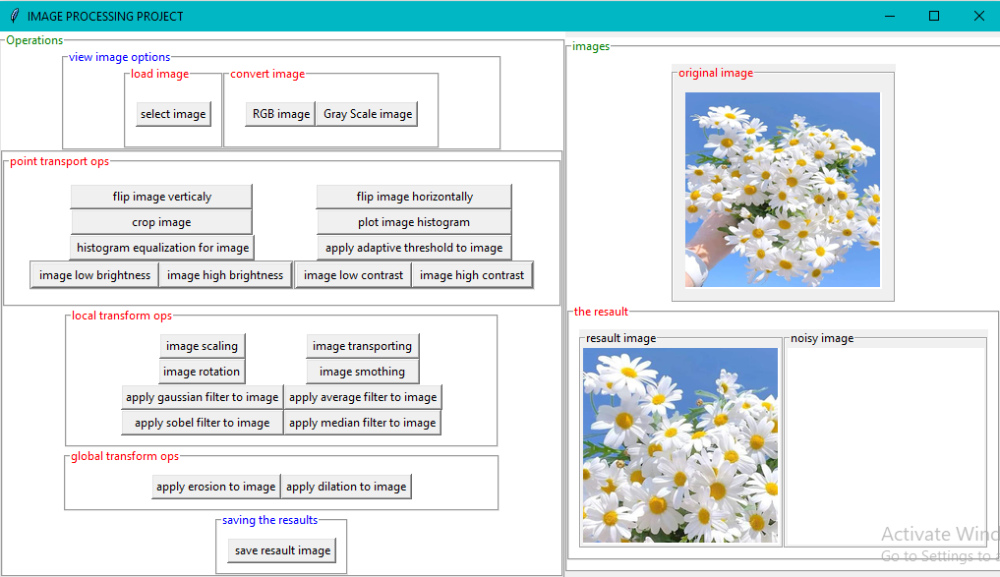 IMAGE PROCESSING PROJECT
Operations
view image options
load image
convert image
select image
RGB image
Gray Scale image
point transport ops
flip image verticaly
flip image horizontally
crop image
plot image histogram
histogram equalization for image
apply adaptive threshold to image
image low brightness
image high brightness
image low contrast
image high contrast
local transform ops
image scaling
image transporting
image rotation
image smothing
apply gaussian filter to image
apply average filter to image
apply sobel filter to image
apply median filter to image
global transform ops
apply erosion to image
apply dilation to image
saving the resaults
save resault image
images
original image
the resault
resault image
noisy image
Activate Wind
Go to Settings to a